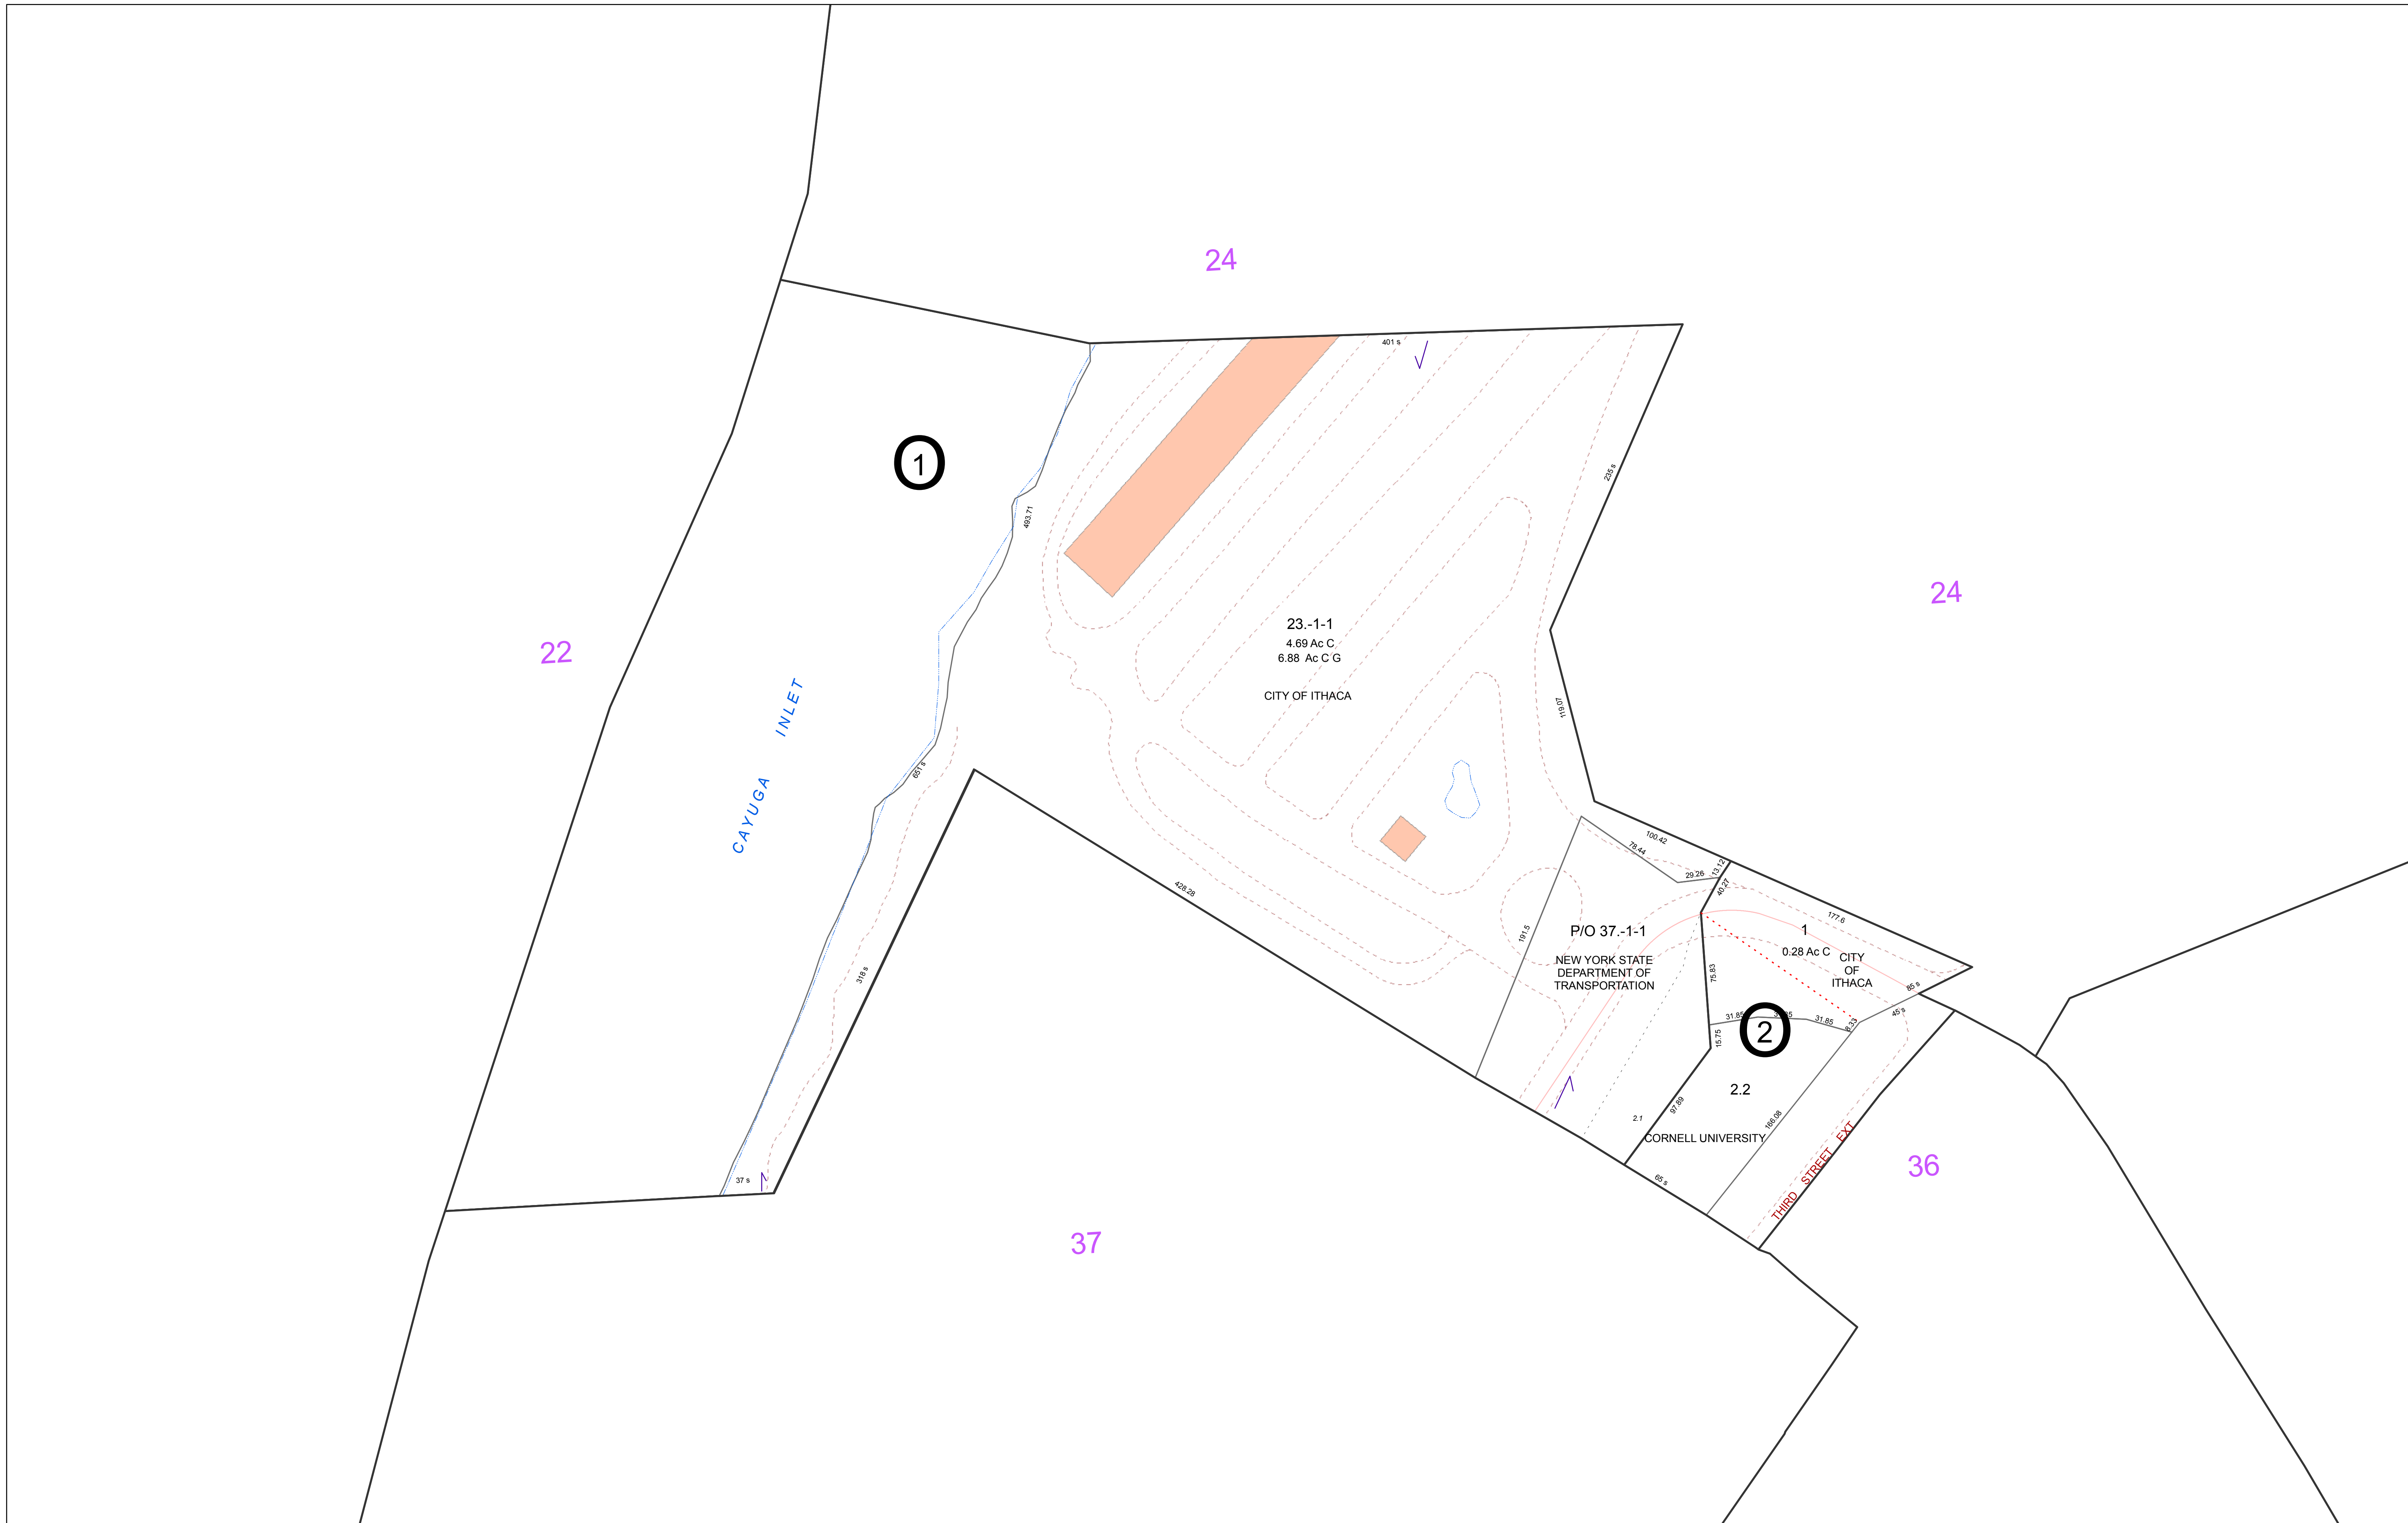 24
401 s
1
235 s
493.71
24
23.-1-1
4.69 Ac C
6.88 Ac C G
CITY OF ITHACA
22
CAYUGA INLET
119.07
651 s
100.42
78.44
13.12
29.26
40.27
428.28
177.6
191.5
P/O 37.-1-1
NEW YORK STATE
DEPARTMENT OF
TRANSPORTATION
1
0.28 Ac C
CITY
OF
ITHACA
75.83
318 s
85 s
45 s
31.85
31.85
8.33
15.75
2
2.2
97.89
166.08
2.1
CORNELL UNIVERSITY
THIRD STREET EXT
36
37 s
65 s
37